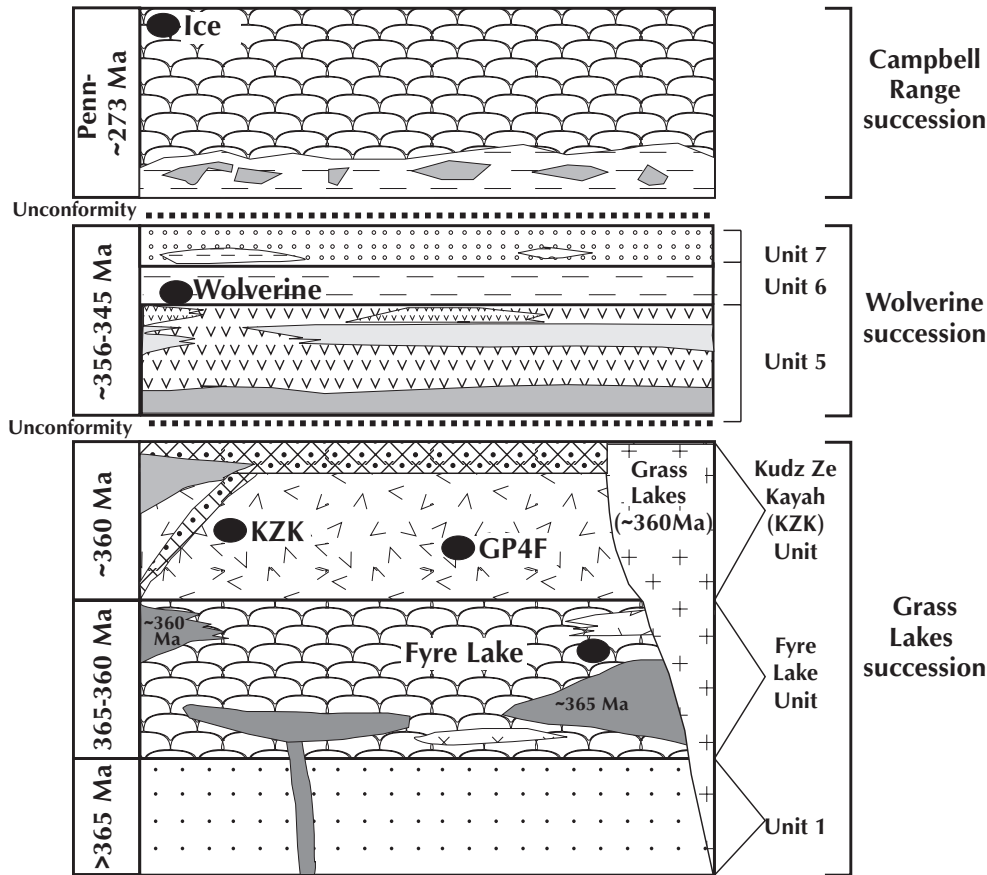 Penn-
~273 Ma
Ice
Campbell
Range
succession
Unconformity
~356-345 Ma
Wolverine
Unit 7
Unit 6
Unit 5
Wolverine
succession
Unconformity
~360 Ma
KZK
GP4F
Grass
Lakes
(~360Ma)
Kudz Ze
Kayah
(KZK)
Unit
365-360 Ma
~360
Ma
Fyre Lake
~365 Ma
Fyre
Lake
Unit
Grass
Lakes
succession
>365 Ma
Unit 1